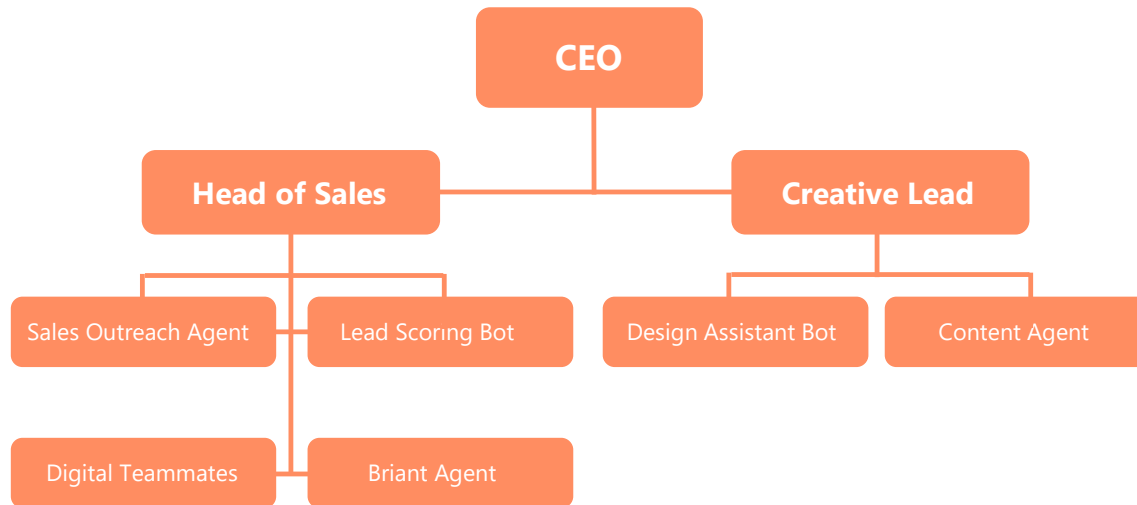 CEO
Head of Sales
Creative Lead
Sales Outreach Agent
Lead Scoring Bot
Design Assistant Bot
Content Agent
Digital Teammates
Briant Agent